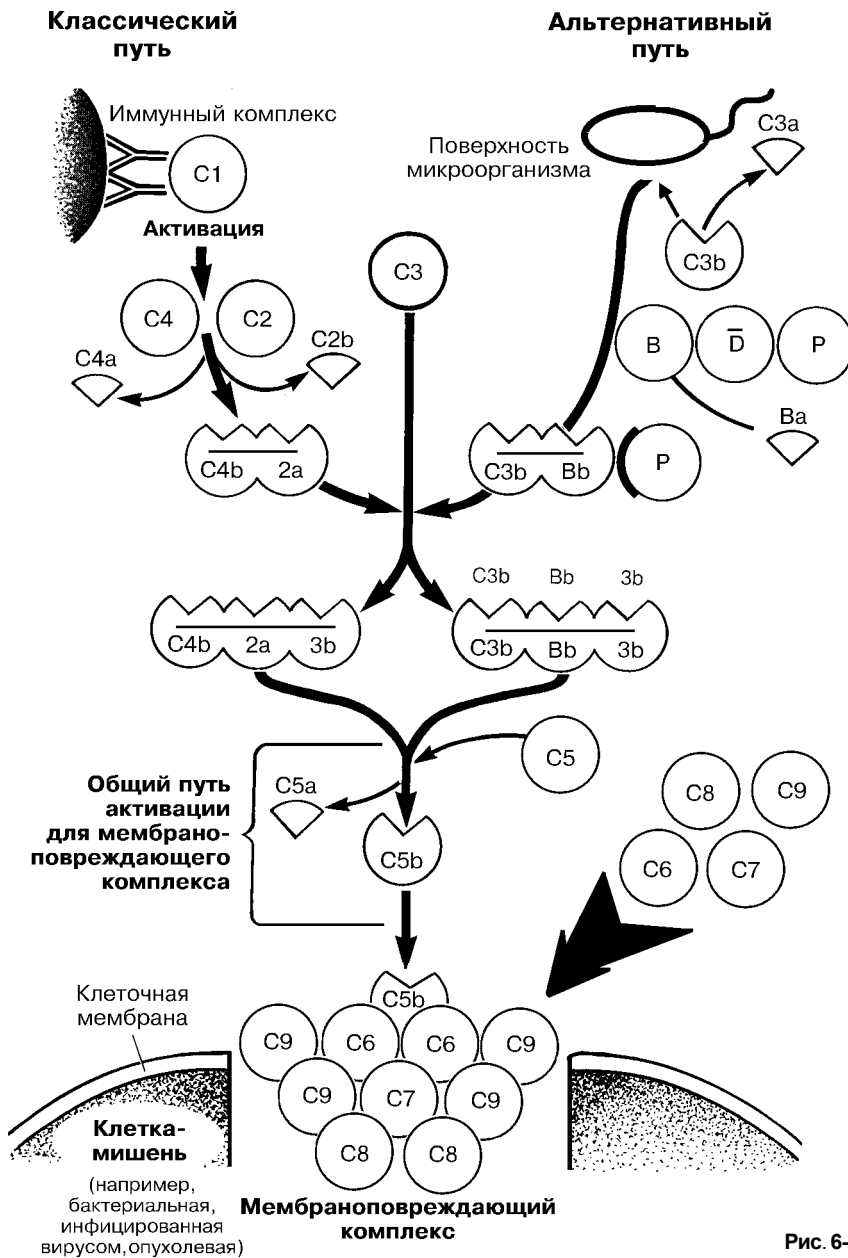 Классический
путь
Альтернативный
путь
Иммунный комплекс
C1
Активация
Поверхность
микроорганизма
C3a
C3b
C3
C4
C2
C4a
C2b
B
D̅
P
Ba
C4b 2a
C3b Bb
P
C3b Bb 3b
C4b 2a 3b
C3b Bb 3b
C5
Общий путь
активации
для мембрано-
повреждающего
комплекса
C5a
C5b
C8
C9
C6
C7
Клеточная
мембрана
C5b
C9
C6
C6
C9
C9
C7
C9
C8
C8
Клетка-
мишень
(например,
бактериальная,
инфицированная
вирусом, опухолевая)
Мембраноповреждающий
комплекс
Рис. 6-